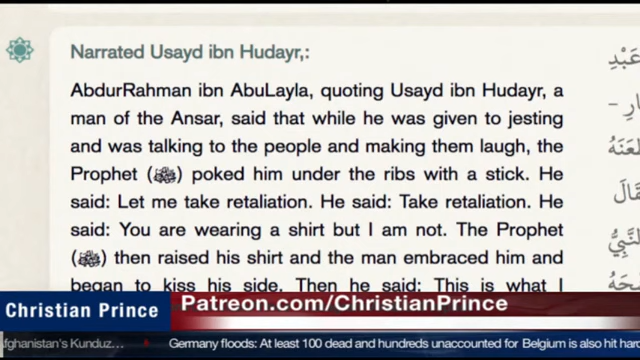 Narrated Usayd ibn Hudayr,:
AbdurRahman ibn AbuLayla, quoting Usayd ibn Hudayr, a
man of the Ansar, said that while he was given to jesting
and was talking to the people and making them laugh, the
Prophet (ﷺ) poked him under the ribs with a stick. He
said: Let me take retaliation. He said: Take retaliation. He
said: You are wearing a shirt but I am not. The Prophet
(ﷺ) then raised his shirt and the man embraced him and
began to kiss his side. Then he said: This is what I
عَبْدِ
قَالَ
Christian Prince
Patreon.com/ChristianPrince
Afghanistan's Kunduz...
Germany floods: At least 100 dead and hundreds unaccounted for Belgium is also hit hard